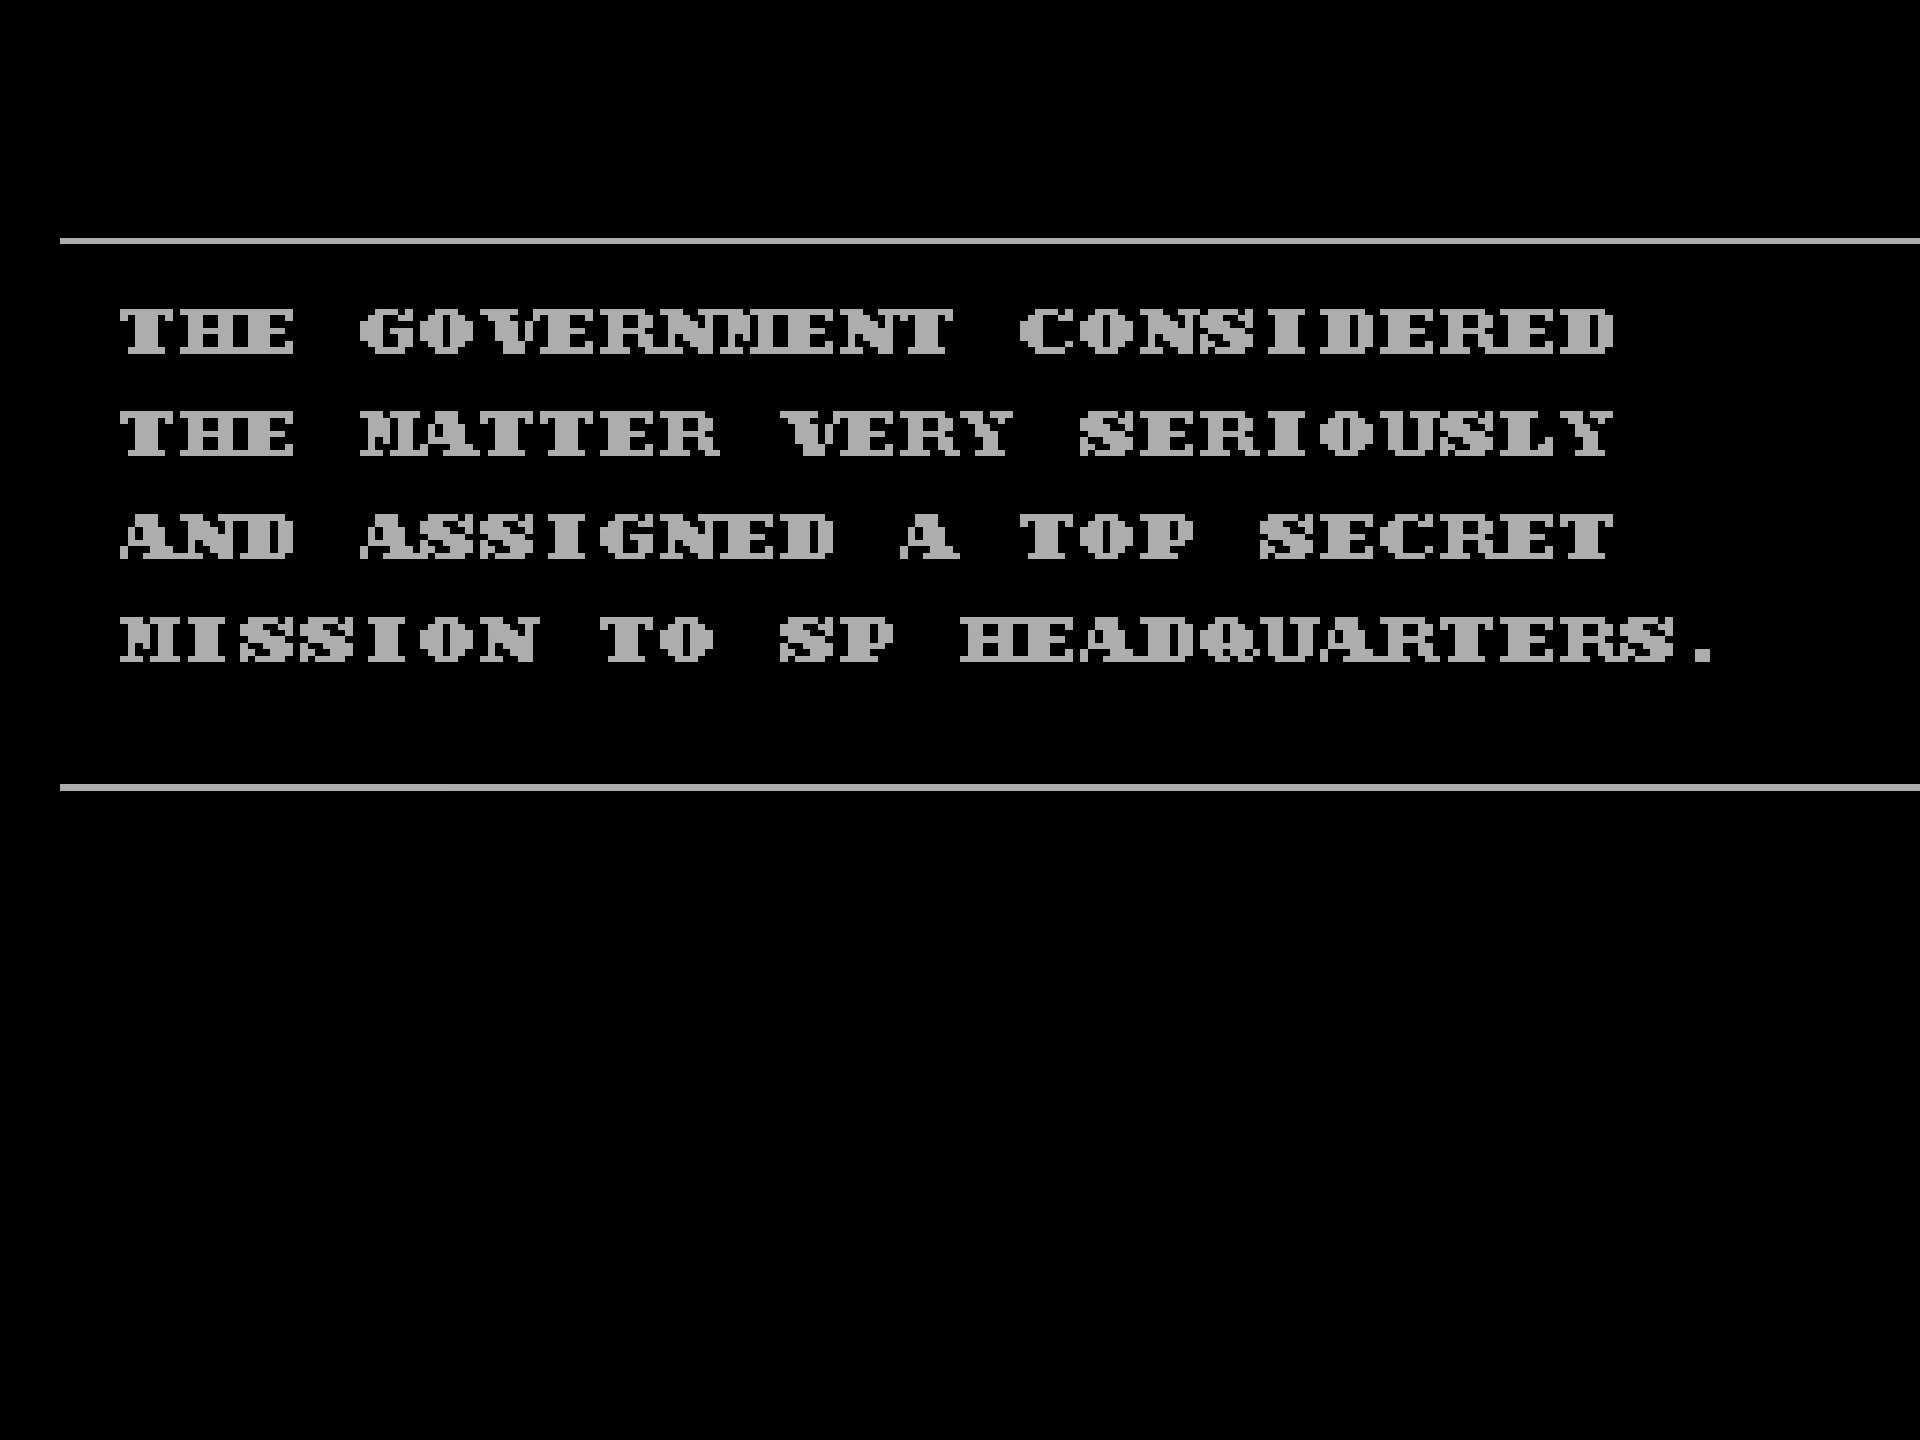 THE GOVERNMENT CONSIDERED
THE MATTER VERY SERIOUSLY
AND ASSIGNED A TOP SECRET
MISSION TO SP HEADQUARTERS.